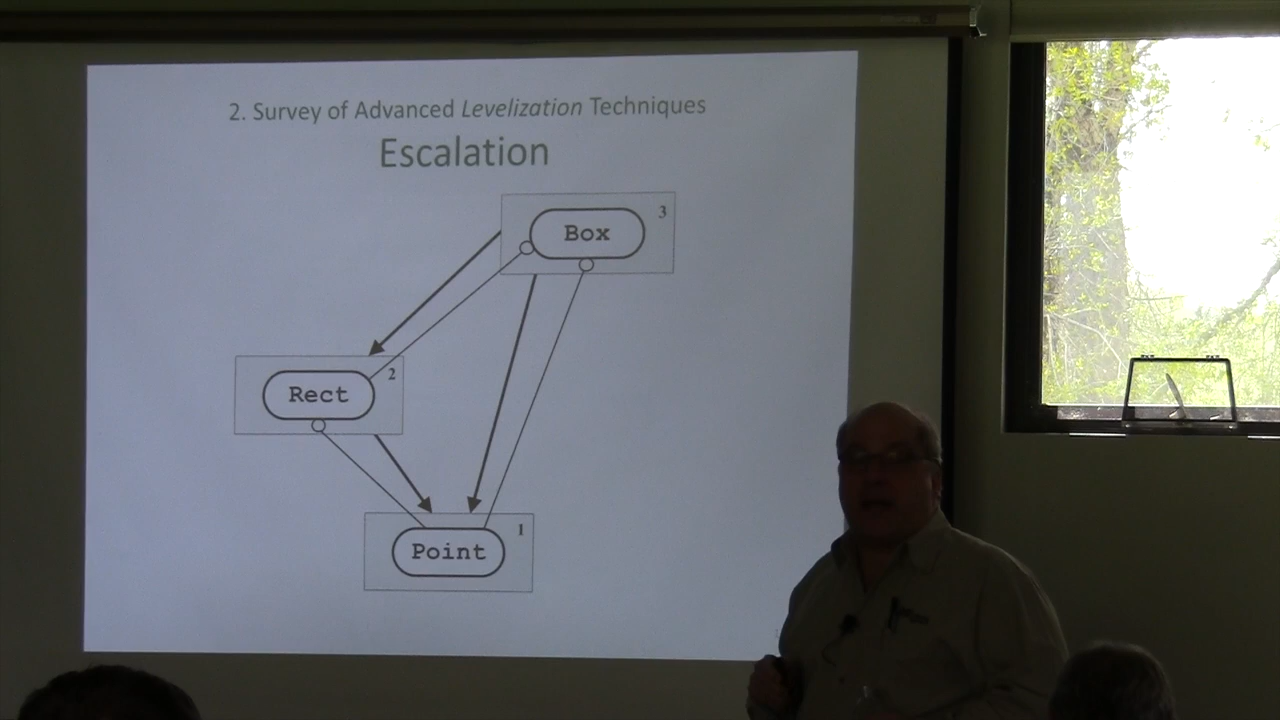 2. Survey of Advanced Levelization Techniques
Escalation
3
Box
2
Rect
1
Point